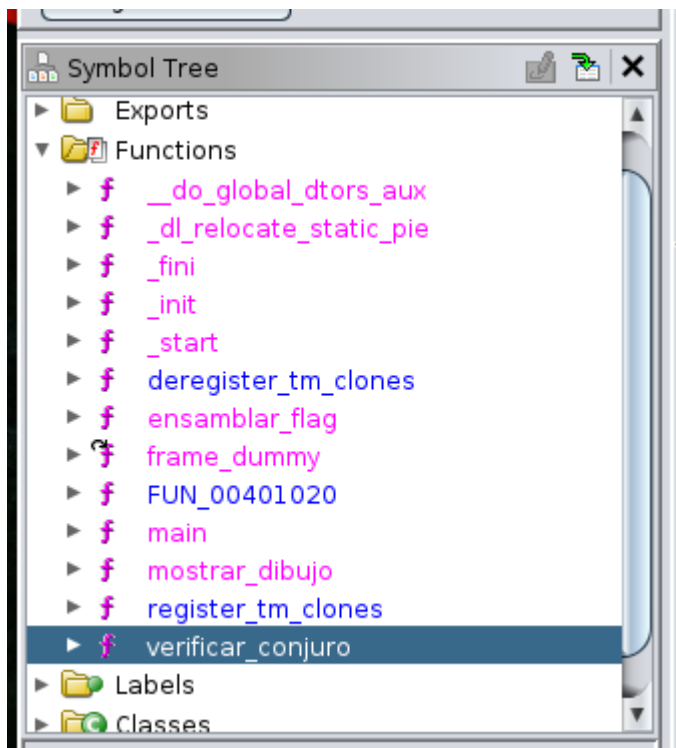 Symbol Tree
Exports
Functions
__do_global_dtors_aux
_dl_relocate_static_pie
_fini
_init
_start
deregister_tm_clones
ensamblar_flag
frame_dummy
FUN_00401020
main
mostrar_dibujo
register_tm_clones
verificar_conjuro
Labels
Classes